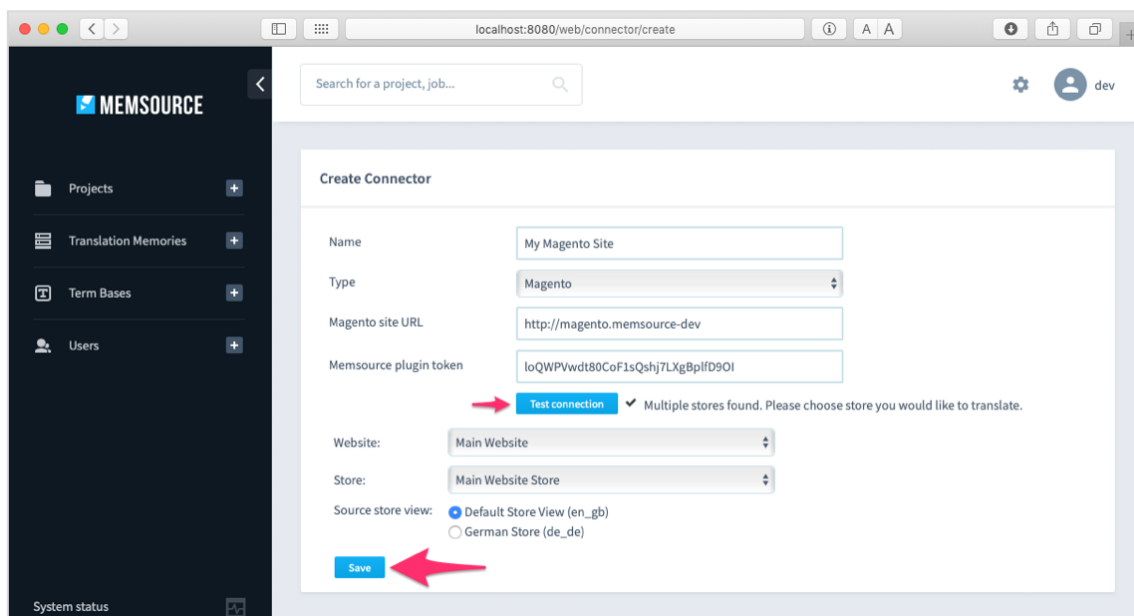 localhost:8080/web/connector/create
A A
MEMSOURCE
Search for a project, job...
dev
Projects
Translation Memories
Term Bases
Users
System status
Create Connector
Name
My Magento Site
Type
Magento
Magento site URL
http://magento.memsource-dev
Memsource plugin token
loQWPVwdt80CoF1sQshj7LXgBplfD9OI
Test connection ✔ Multiple stores found. Please choose store you would like to translate.
Website:
Main Website
Store:
Main Website Store
Source store view:
Default Store View (en_gb)
German Store (de_de)
Save